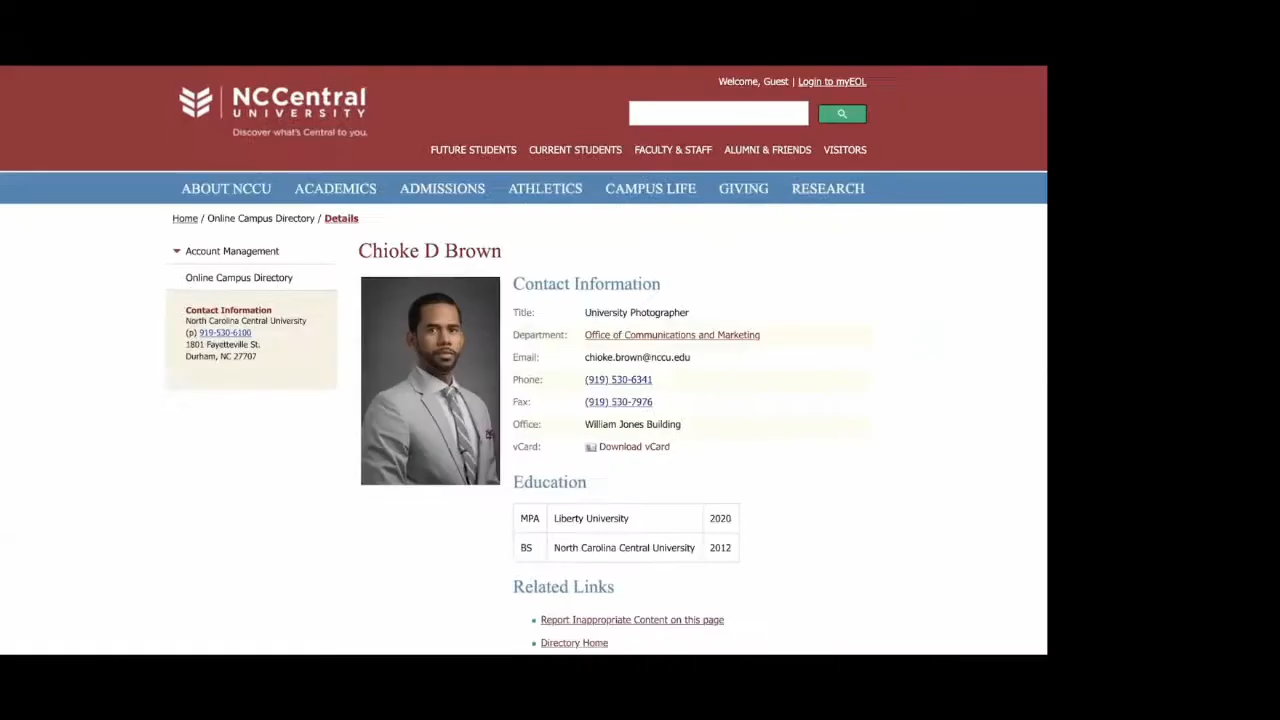 Welcome, Guest | Login to myEOL
NCCentral
UNIVERSITY
Discover what's Central to you.
FUTURE STUDENTS CURRENT STUDENTS FACULTY & STAFF ALUMNI & FRIENDS VISITORS
ABOUT NCCU ACADEMICS ADMISSIONS ATHLETICS CAMPUS LIFE GIVING RESEARCH
Home / Online Campus Directory / Details
Account Management
Online Campus Directory
Contact Information
North Carolina Central University
(p) 919-530-6100
1801 Fayetteville St.
Durham, NC 27707
Chioke D Brown
Contact Information
Title: University Photographer
Department: Office of Communications and Marketing
Email: chioke.brown@nccu.edu
Phone: (919) 530-6341
Fax: (919) 530-7976
Office: William Jones Building
vCard: Download vCard
Education
MPA Liberty University 2020
BS North Carolina Central University 2012
Related Links
Report Inappropriate Content on this page
Directory Home